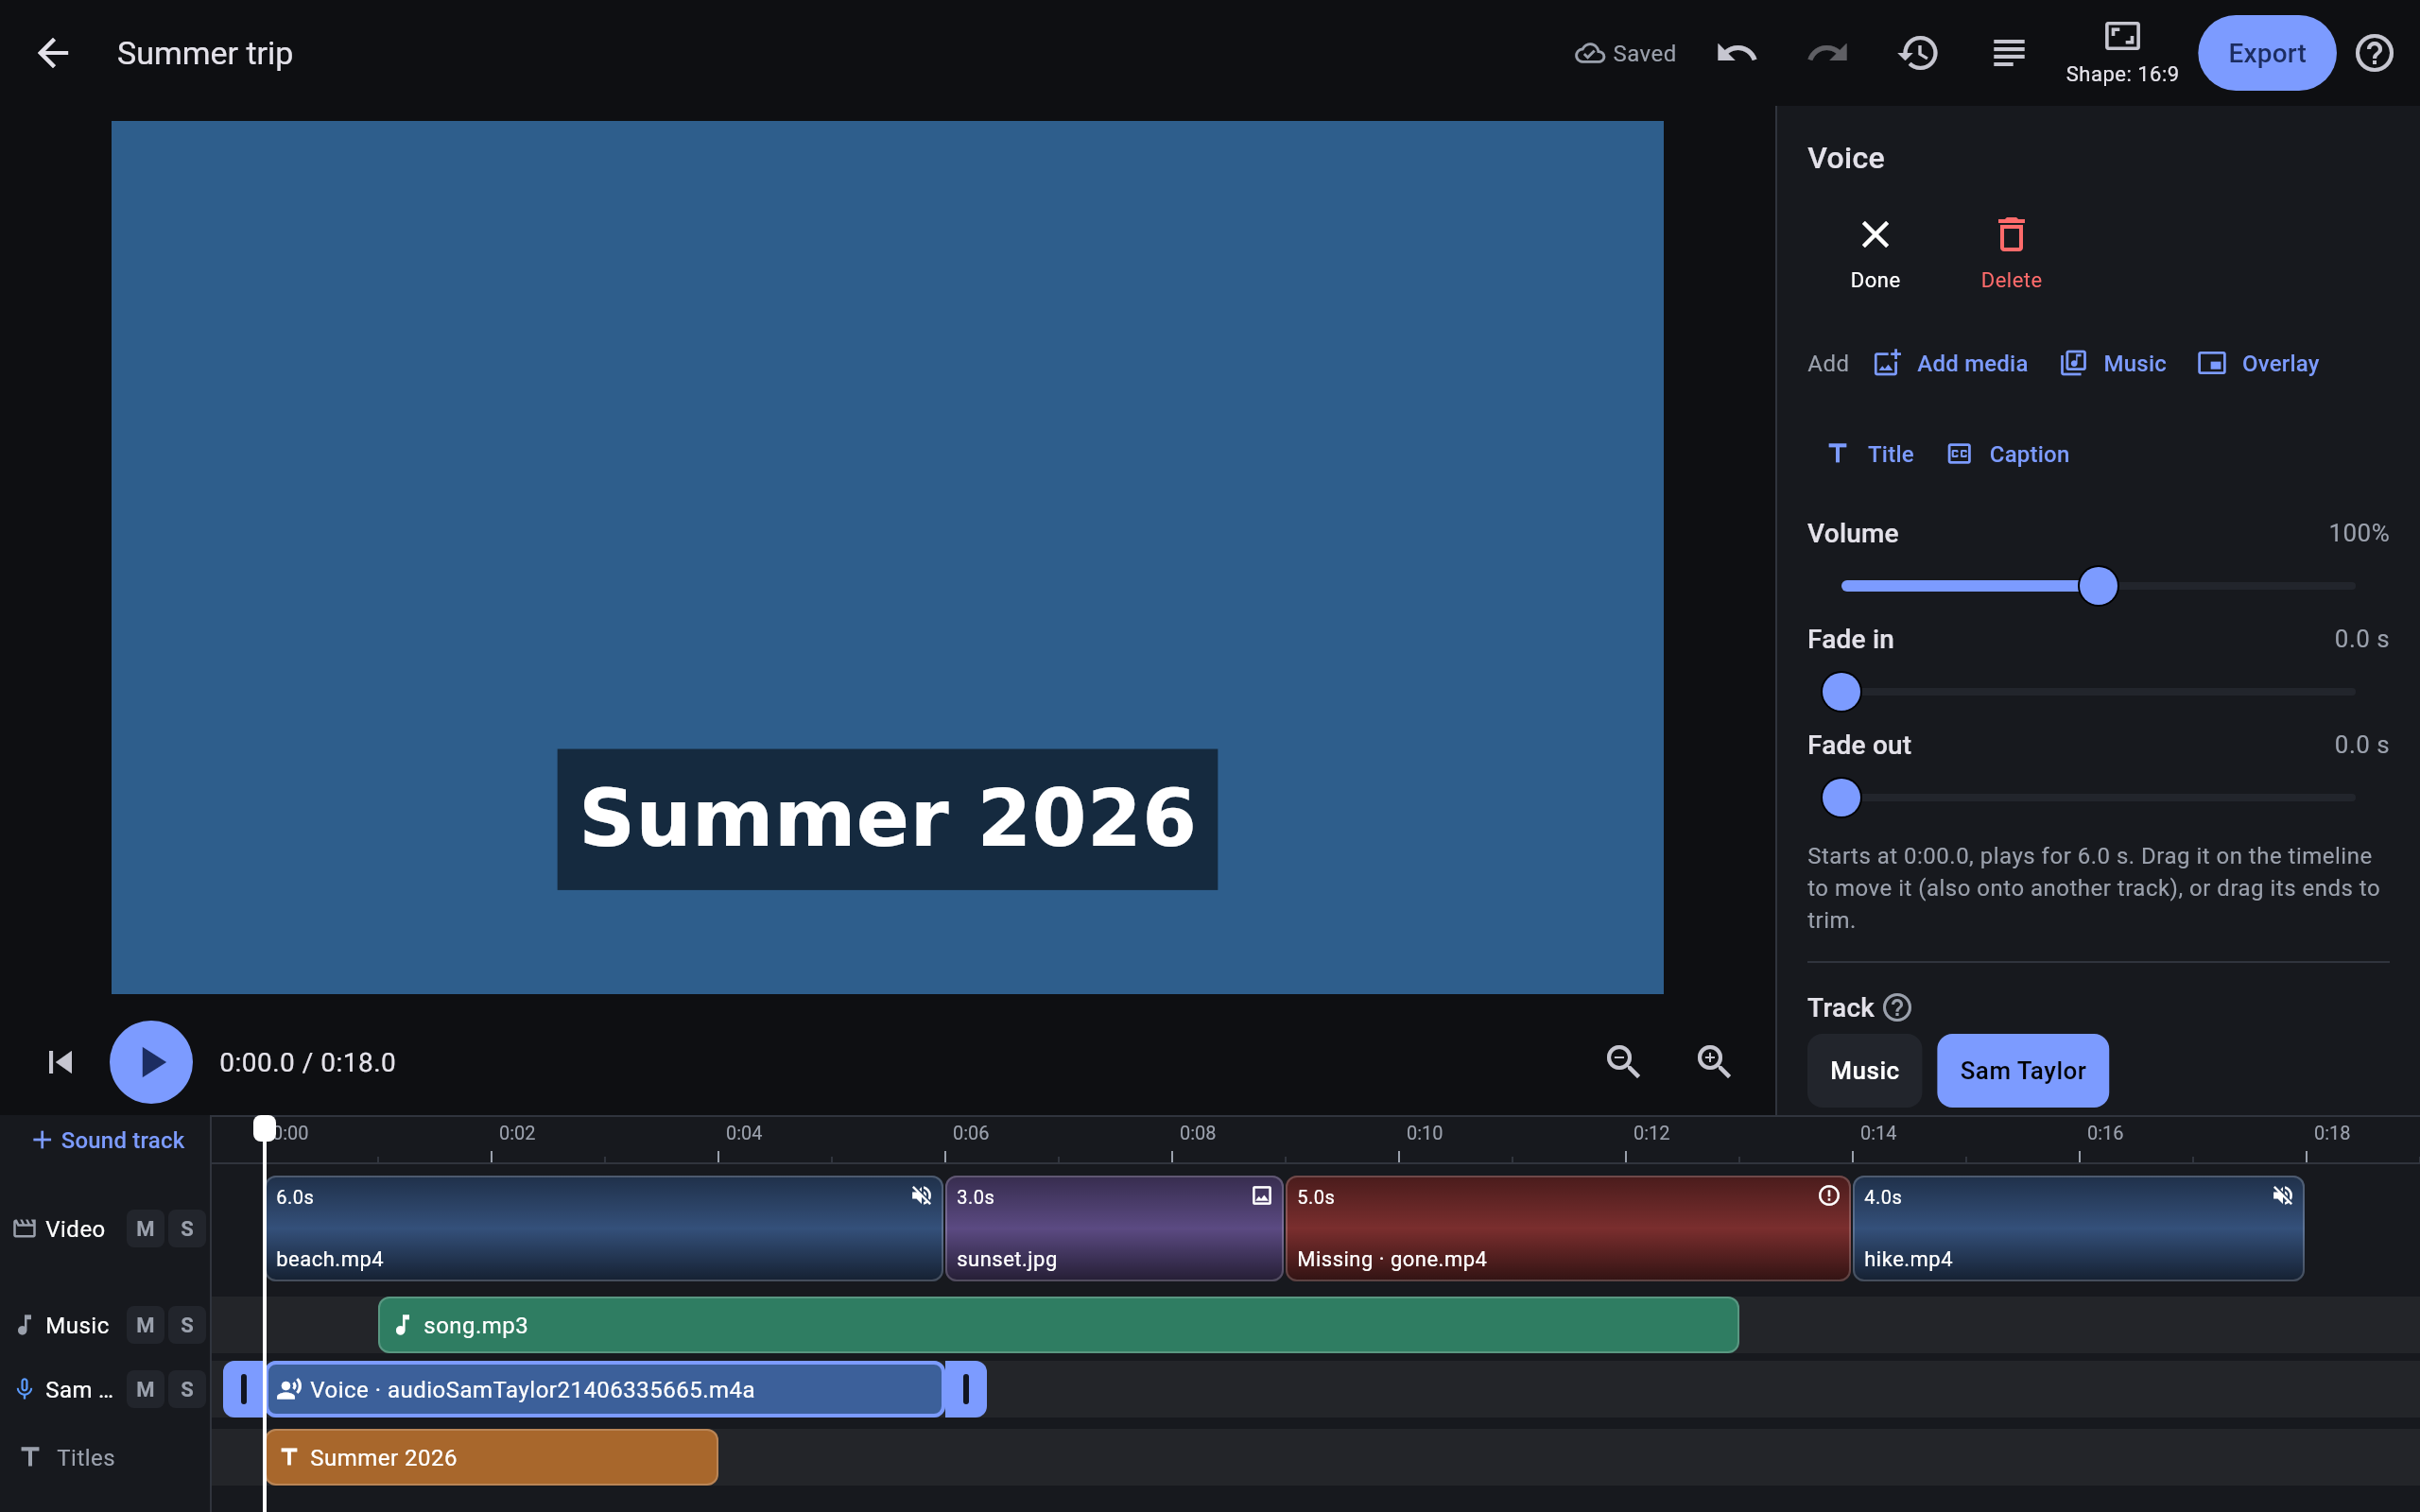 Summer trip
Saved
Shape: 16:9
Export
Voice
Done
Delete
Add
Add media
Music
Overlay
Title
Caption
Volume
100%
Fade in
0.0 s
Fade out
0.0 s
Starts at 0:00.0, plays for 6.0 s. Drag it on the timeline
to move it (also onto another track), or drag its ends to
trim.
Track
Music
Sam Taylor
Summer 2026
0:00.0 / 0:18.0
Sound track
0:00
0:02
0:04
0:06
0:08
0:10
0:12
0:14
0:16
0:18
Video
M
S
6.0s
beach.mp4
3.0s
sunset.jpg
5.0s
Missing · gone.mp4
4.0s
hike.mp4
Music
M
S
song.mp3
Sam ...
M
S
Voice · audioSamTaylor21406335665.m4a
Titles
Summer 2026